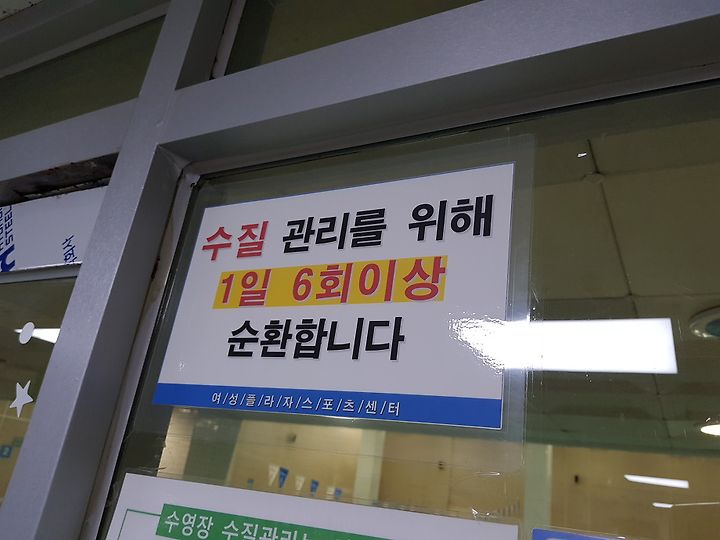 수질 관리를 위해
1일 6회이상
순환합니다
여/성/플/라/자/스/포/츠/센/터
수영장 수질관리
STEEL